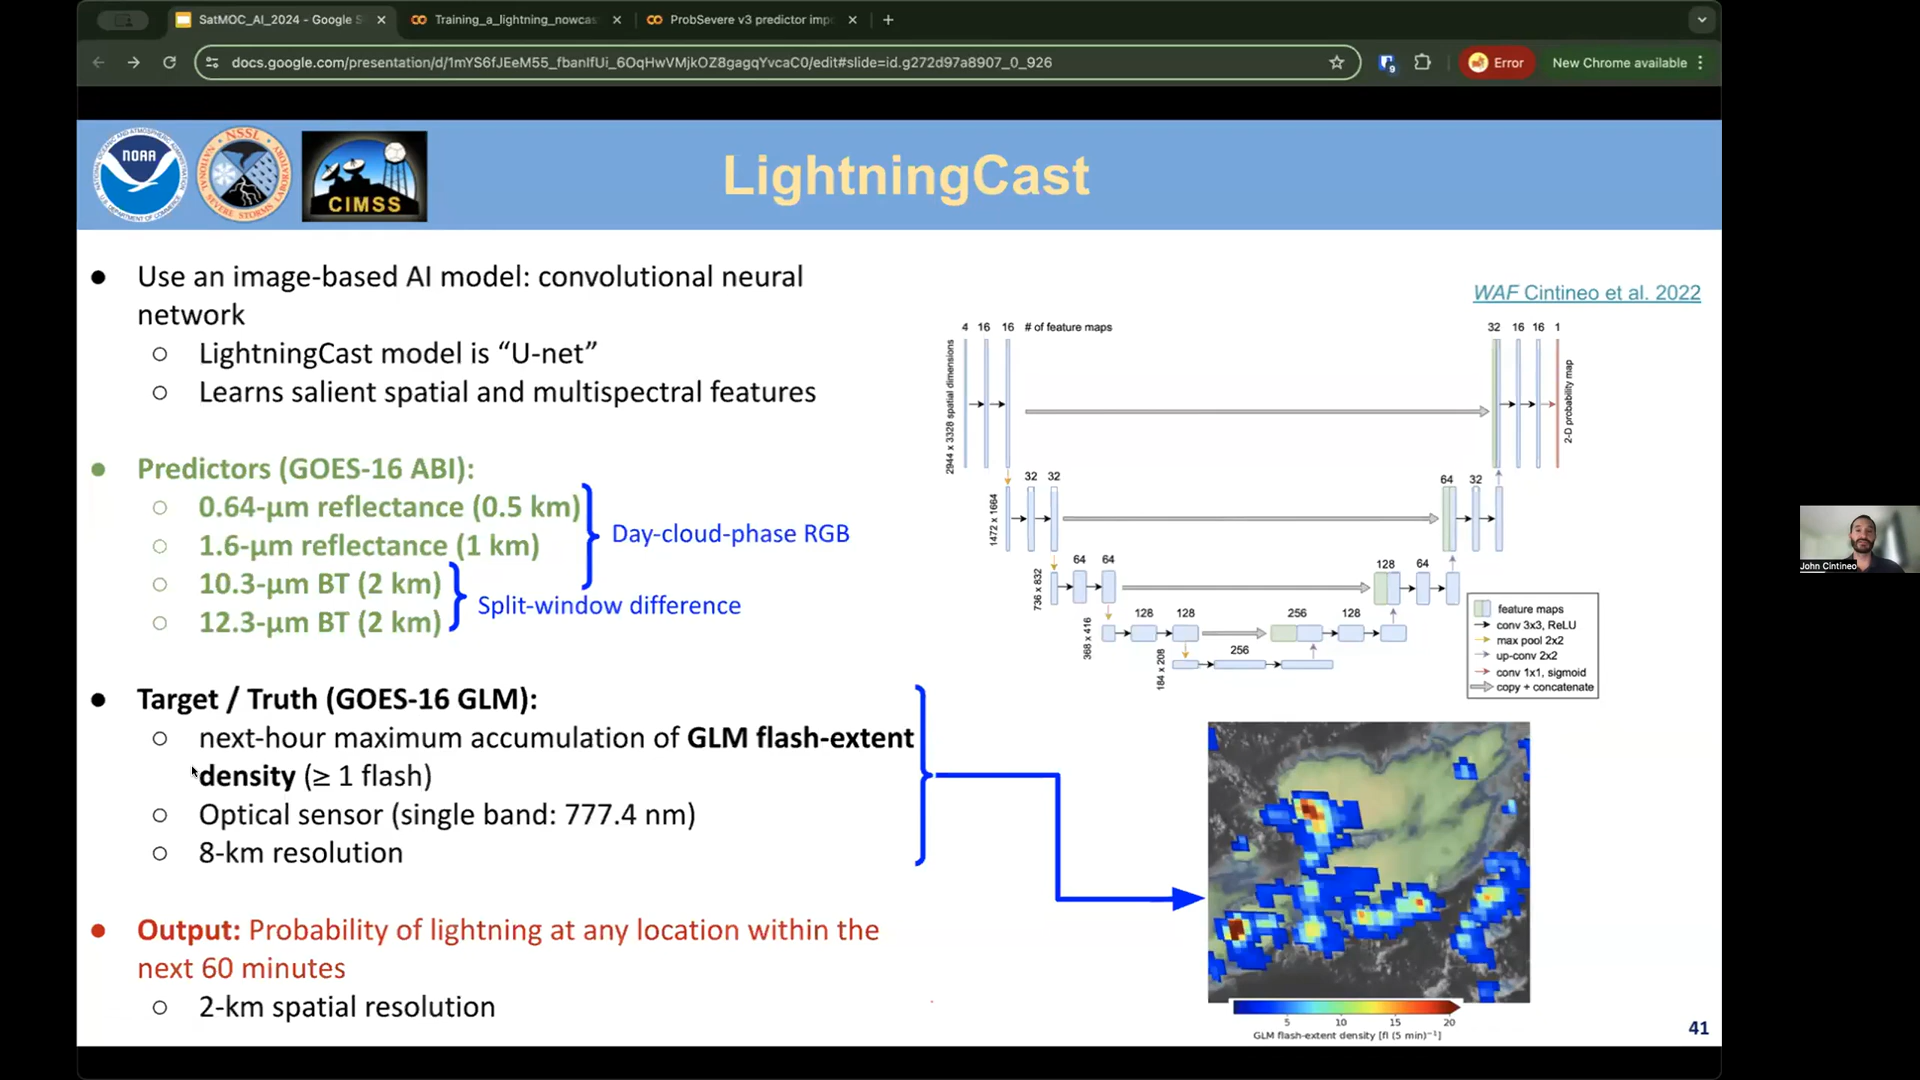 SatMOC_AI_2024 - Google S
Training_a_lightning_nowcas
ProbSevere v3 predictor impo
docs.google.com/presentation/d/1mYS6fJEeM55_fbanIfUi_6OqHwVMjkOZ8gagqYvcaC0/edit#slide=id.g272d97a8907_0_926
9
Error
New Chrome available
NOAA
NSSL
CIMSS
LightningCast
● Use an image-based AI model: convolutional neural
network
○ LightningCast model is “U-net”
○ Learns salient spatial and multispectral features
● Predictors (GOES-16 ABI):
○ 0.64-μm reflectance (0.5 km)
○ 1.6-μm reflectance (1 km)
○ 10.3-μm BT (2 km)
○ 12.3-μm BT (2 km)
Day-cloud-phase RGB
Split-window difference
● Target / Truth (GOES-16 GLM):
○ next-hour maximum accumulation of GLM flash-extent
density (≥ 1 flash)
○ Optical sensor (single band: 777.4 nm)
○ 8-km resolution
● Output: Probability of lightning at any location within the
next 60 minutes
○ 2-km spatial resolution
WAF Cintineo et al. 2022
4 16 16 # of feature maps
32 16 16 1
2944 x 3328 spatial dimensions
2-D probability map
32 32
64 32
1472 x 1664
64 64
128 64
736 x 832
128 128
256 128
368 x 416
256
184 x 208
feature maps
conv 3x3, ReLU
max pool 2x2
up-conv 2x2
conv 1x1, sigmoid
copy + concatenate
5 10 15 20
GLM flash-extent density [fl (5 min)⁻¹]
41
John Cintineo